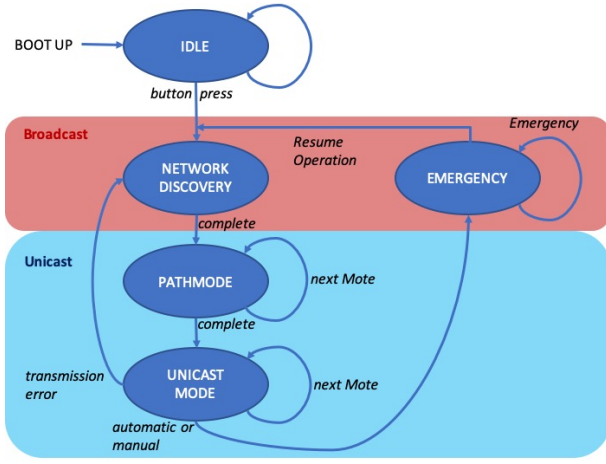 IDLE
BOOT UP
button press
Broadcast
Emergency
Resume
Operation
NETWORK
DISCOVERY
EMERGENCY
complete
Unicast
PATHMODE
next Mote
complete
UNICAST
MODE
next Mote
transmission
error
automatic or
manual